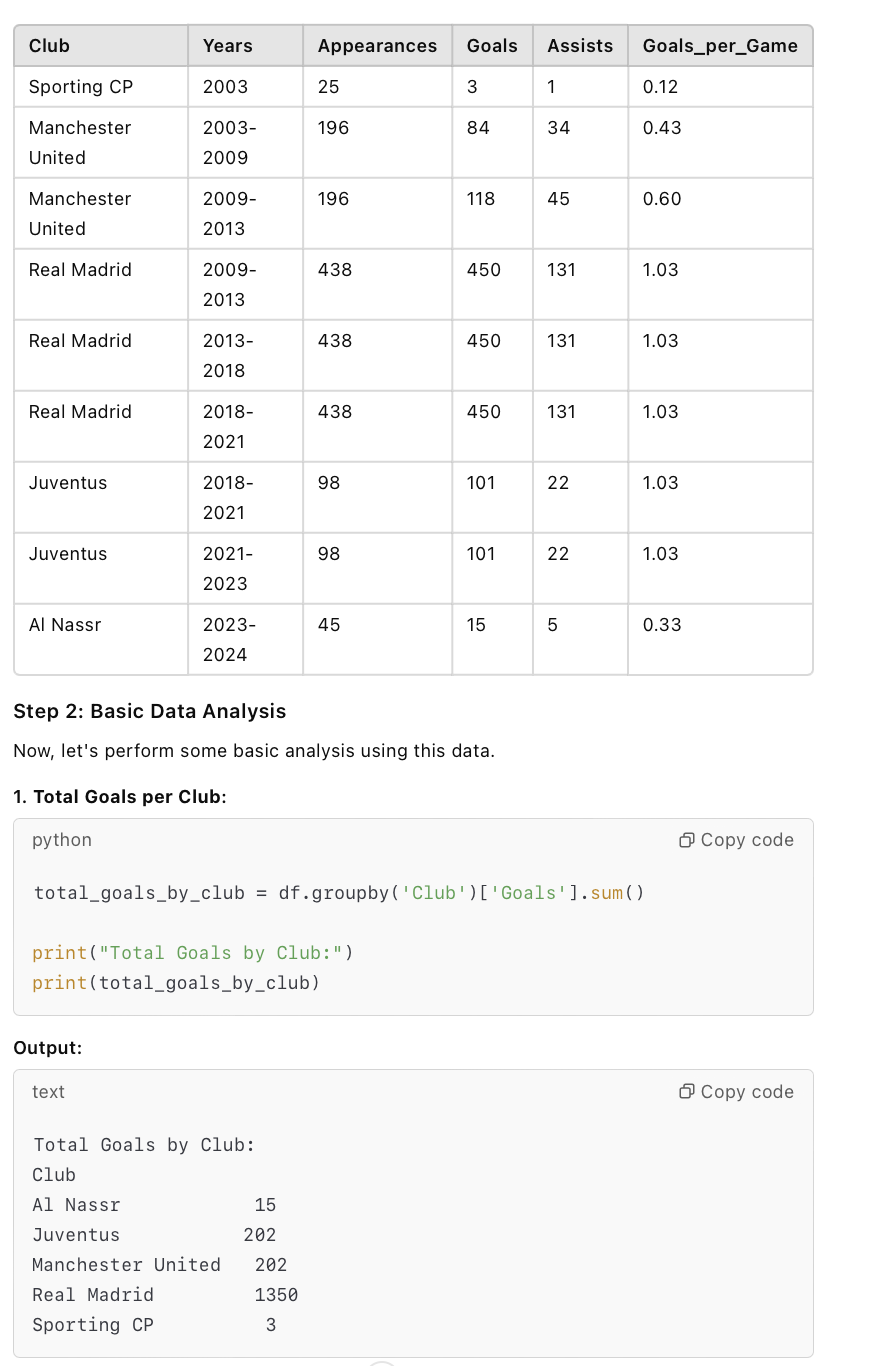 Club Years Appearances Goals Assists Goals_per_Game
Sporting CP 2003 25 3 1 0.12
Manchester 2003- 196 84 34 0.43
United 2009
Manchester 2009- 196 118 45 0.60
United 2013
Real Madrid 2009- 438 450 131 1.03
2013
Real Madrid 2013- 438 450 131 1.03
2018
Real Madrid 2018- 438 450 131 1.03
2021
Juventus 2018- 98 101 22 1.03
2021
Juventus 2021- 98 101 22 1.03
2023
Al Nassr 2023- 45 15 5 0.33
2024
Step 2: Basic Data Analysis
Now, let's perform some basic analysis using this data.
1. Total Goals per Club:
python Copy code
total_goals_by_club = df.groupby('Club')['Goals'].sum()
print("Total Goals by Club:")
print(total_goals_by_club)
Output:
text Copy code
Total Goals by Club:
Club
Al Nassr 15
Juventus 202
Manchester United 202
Real Madrid 1350
Sporting CP 3